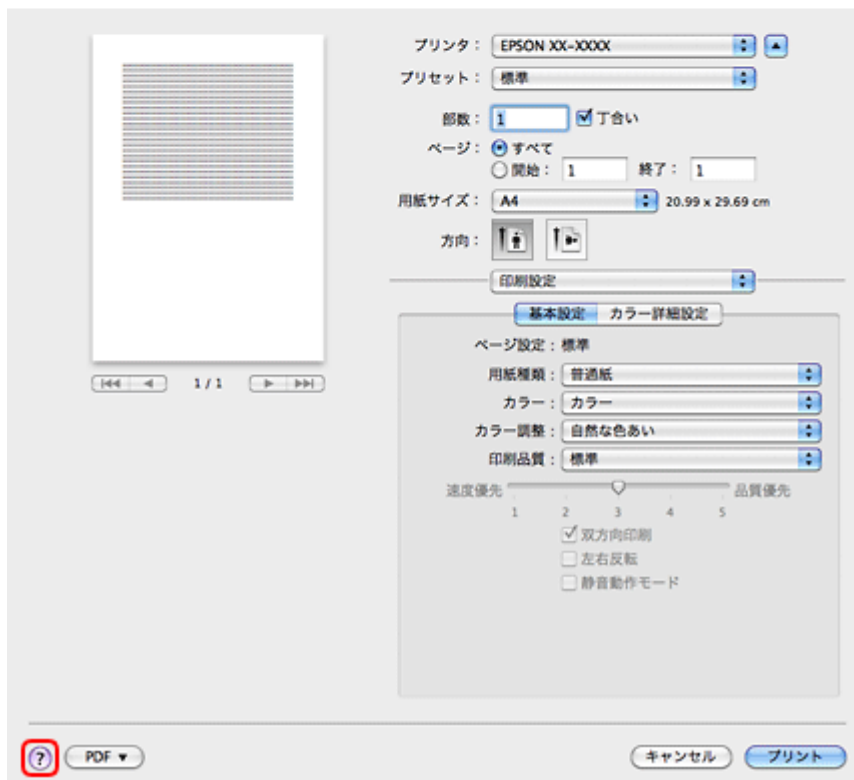 プリンタ： EPSON XX-XXXX
プリセット： 標準
部数： 1 丁合い
ページ： すべて
開始： 1 終了： 1
用紙サイズ： A4 20.99 x 29.69 cm
方向：
印刷設定
基本設定 カラー詳細設定
ページ設定：標準
用紙種類： 普通紙
カラー： カラー
カラー調整： 自然な色あい
印刷品質： 標準
速度優先 品質優先
1 2 3 4 5
双方向印刷
左右反転
静音動作モード
1 / 1
? PDF ▼ キャンセル プリント